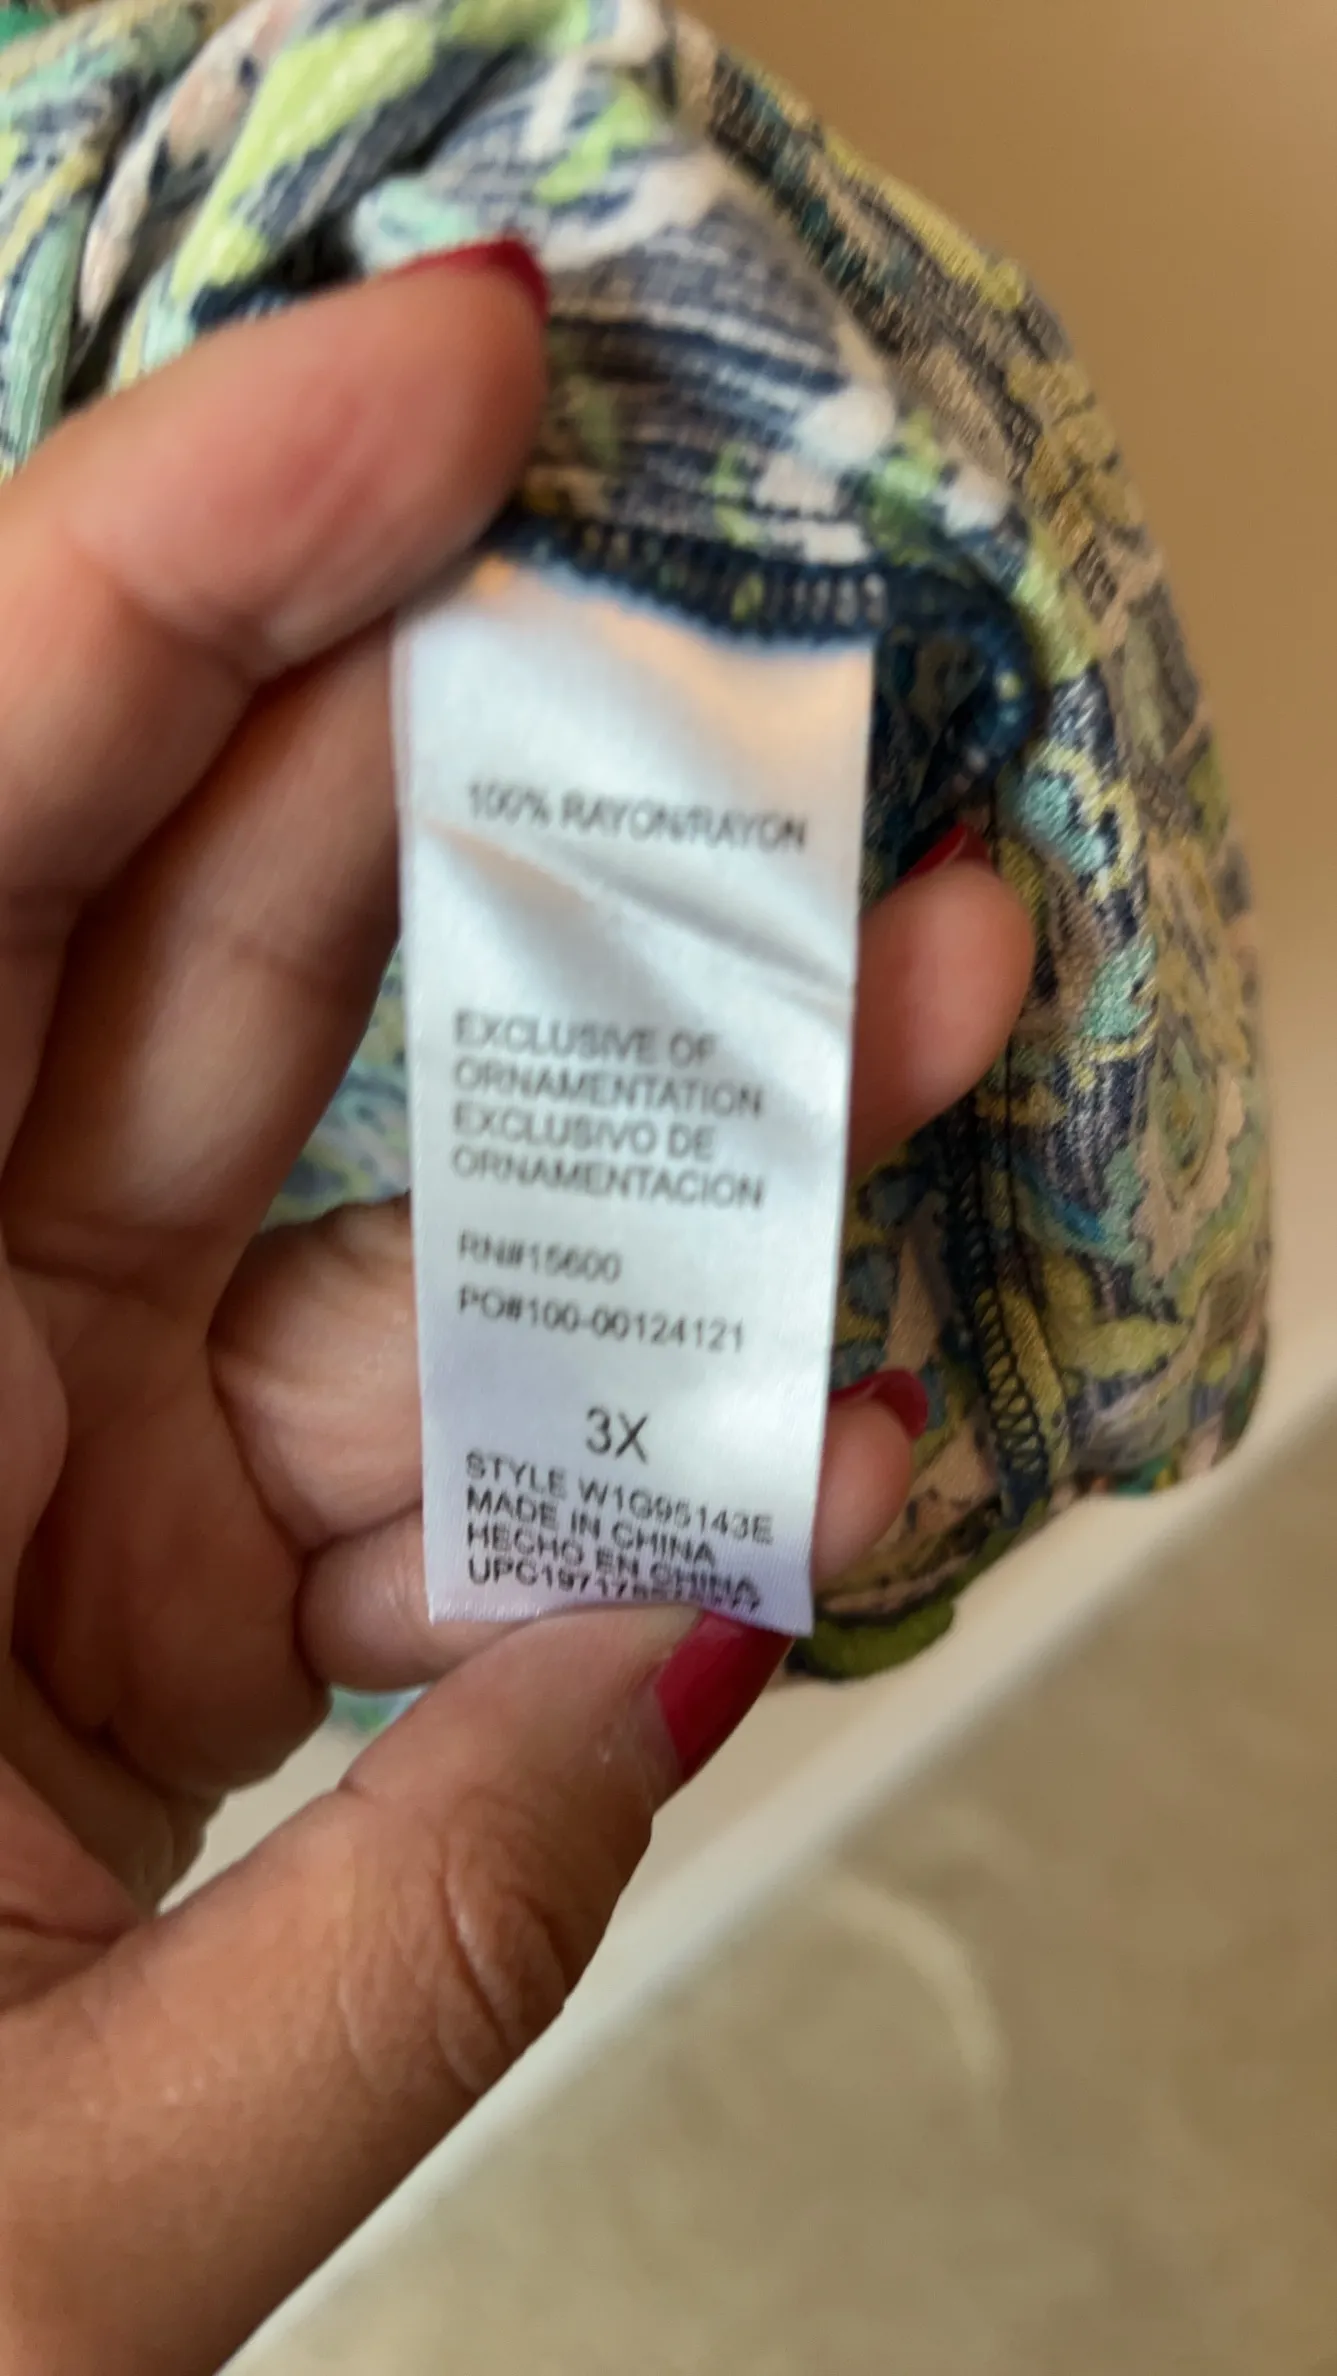 100% RAYON/RAYON
EXCLUSIVE OF
ORNAMENTATION
EXCLUSIVO DE
ORNAMENTACION
RN#15600
PO#100-00124121
3X
STYLE W1G95143E
MADE IN CHINA
HECHO EN CHINA